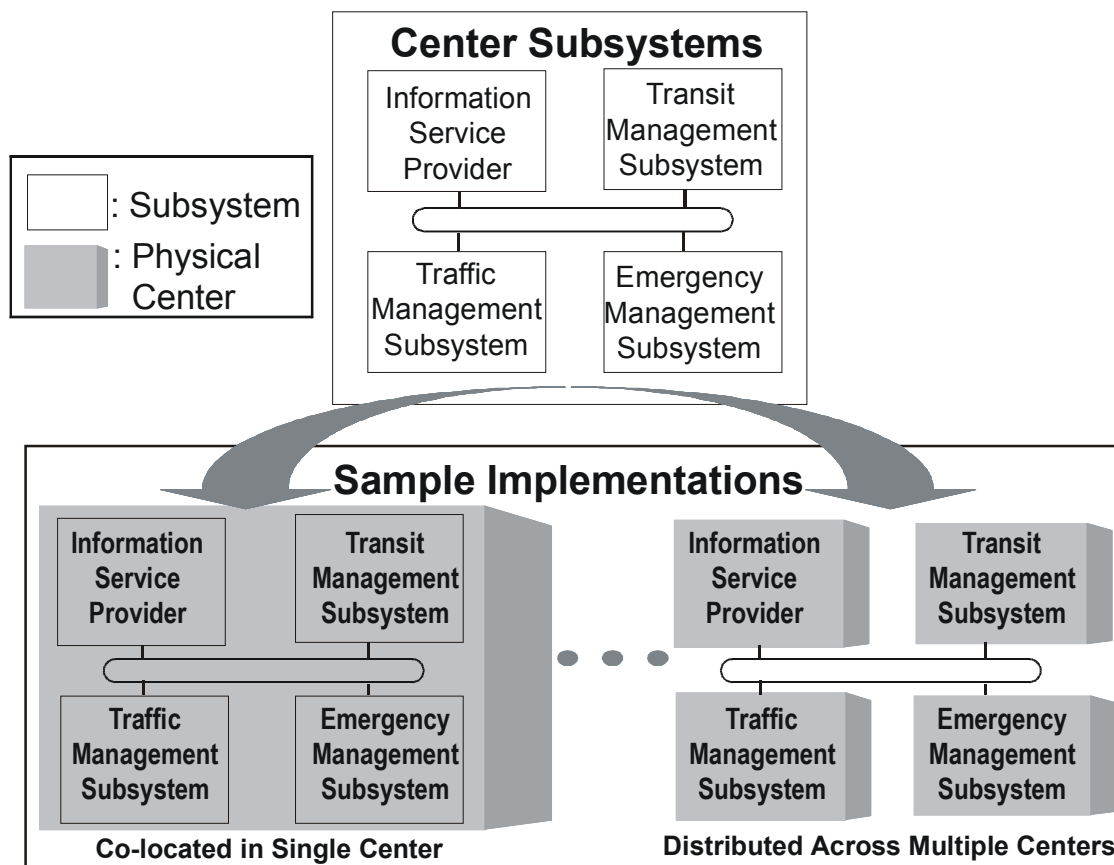 Center Subsystems
Information
Service
Provider
Transit
Management
Subsystem
Traffic
Management
Subsystem
Emergency
Management
Subsystem
: Subsystem
: Physical
Center
Sample Implementations
Information
Service
Provider
Transit
Management
Subsystem
Traffic
Management
Subsystem
Emergency
Management
Subsystem
Co-located in Single Center
Information
Service
Provider
Transit
Management
Subsystem
Traffic
Management
Subsystem
Emergency
Management
Subsystem
Distributed Across Multiple Centers